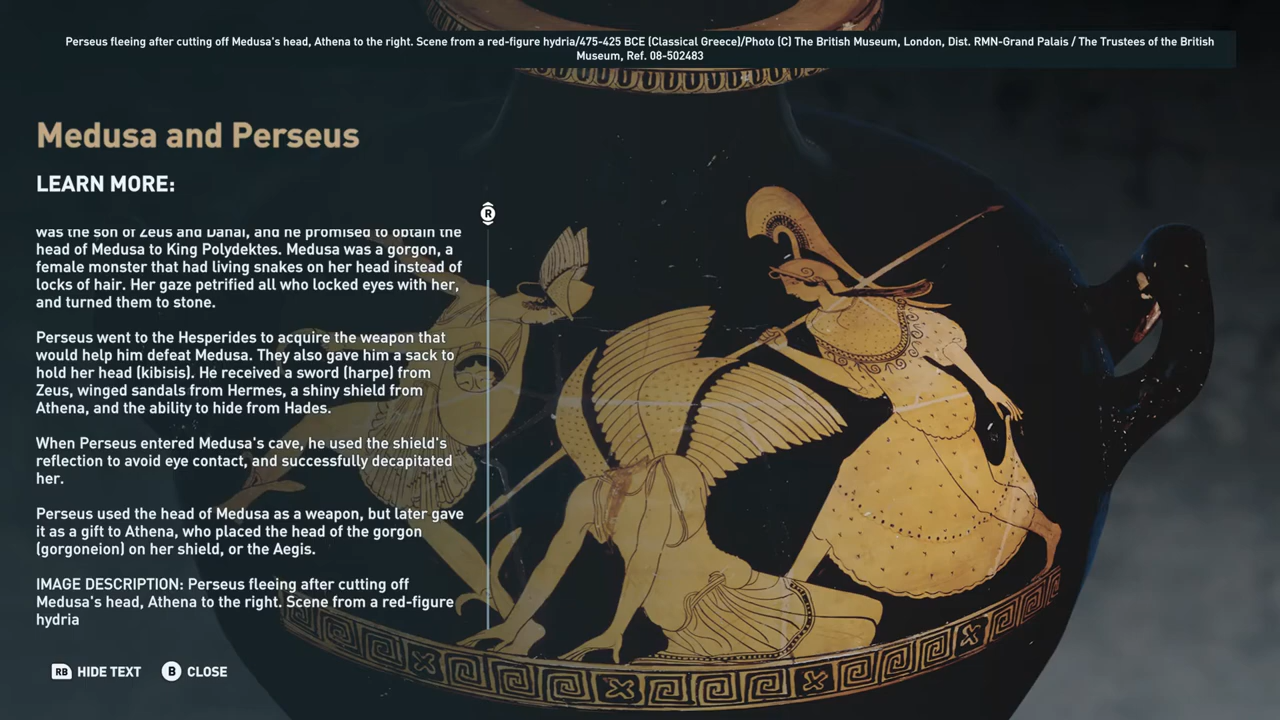 Perseus fleeing after cutting off Medusa's head, Athena to the right. Scene from a red-figure hydria/475-425 BCE (Classical Greece)/Photo (C) The British Museum, London, Dist. RMN-Grand Palais / The Trustees of the British
Museum, Ref. 08-502483
Medusa and Perseus
LEARN MORE:
R
was the son of Zeus and Danai, and he promised to obtain the
head of Medusa to King Polydektes. Medusa was a gorgon, a
female monster that had living snakes on her head instead of
locks of hair. Her gaze petrified all who locked eyes with her,
and turned them to stone.
Perseus went to the Hesperides to acquire the weapon that
would help him defeat Medusa. They also gave him a sack to
hold her head (kibisis). He received a sword (harpe) from
Zeus, winged sandals from Hermes, a shiny shield from
Athena, and the ability to hide from Hades.
When Perseus entered Medusa's cave, he used the shield's
reflection to avoid eye contact, and successfully decapitated
her.
Perseus used the head of Medusa as a weapon, but later gave
it as a gift to Athena, who placed the head of the gorgon
(gorgoneion) on her shield, or the Aegis.
IMAGE DESCRIPTION: Perseus fleeing after cutting off
Medusa's head, Athena to the right. Scene from a red-figure
hydria
RB HIDE TEXT B CLOSE